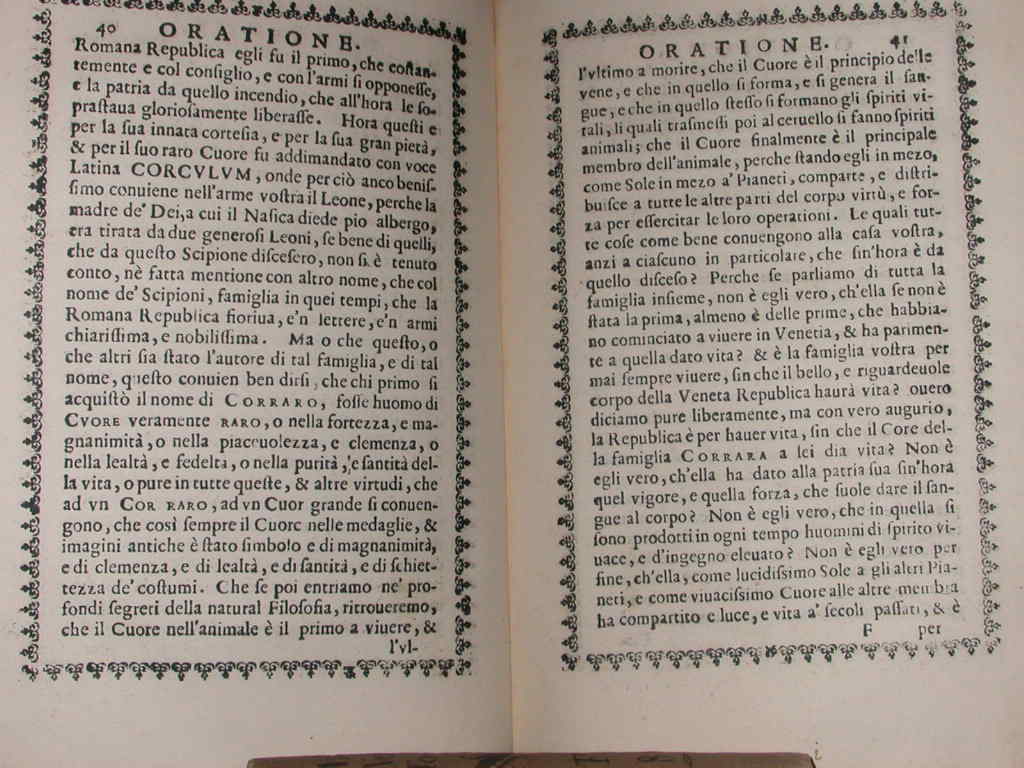 40 ORATIONE.
Romana Republica egli fu il primo, che coſtan-
temente e col conſiglio, e con l'armi ſi opponeſſe,
e la patria da quello incendio, che all'hora le ſo-
praſtaua glorioſamente liberaſſe. Hora queſti e
per la ſua innata corteſia, e per la ſua gran pietà,
& per il ſuo raro Cuore fu addimandato con voce
Latina CORCVLVM, onde per ciò anco beniſ-
ſimo conuiene nell'arme voſtra il Leone, perche la
madre de' Dei, a cui il Naſica diede pio albergo,
era tirata da due generoſi Leoni, ſe bene di quelli,
che da queſto Scipione diſceſero, non ſi è tenuto
conto, nè fatta mentione con altro nome, che col
nome de' Scipioni, famiglia in quei tempi, che la
Romana Republica fioriua, e'n lettere, e'n armi
chiariſſima, e nobiliſſima. Ma o che queſto, o
che altri ſia ſtato l'autore di tal famiglia, e di tal
nome, queſto conuien ben dirſi, che chi primo ſi
acquiſtò il nome di CORRARO, foſſe huomo di
CVORE veramente RARO, o nella fortezza, e ma-
gnanimità, o nella piaceuolezza, e clemenza, o
nella lealtà, e fedeltà, o nella purità, e ſantità del-
la vita, o pure in tutte queſte, & altre virtudi, che
ad vn COR RARO, ad vn Cuor grande ſi conuen-
gono, che così ſempre il Cuore nelle medaglie, &
imagini antiche è ſtato ſimbolo e di magnanimità,
e di clemenza, e di lealtà, e di ſantità, e di ſchiet-
tezza de' coſtumi. Che ſe poi entriamo ne' pro-
fondi ſegreti della natural Filoſofia, ritroueremo,
che il Cuore nell'animale è il primo a viuere, &
l'vl-
ORATIONE. 41
l'vltimo a morire, che il Cuore è il principio delle
vene, e che in quello ſi forma, e ſi genera il ſan-
gue, e che in quello ſteſſo ſi formano gli ſpiriti vi-
tali, li quali traſmeſſi poi al ceruello ſi fanno ſpiriti
animali; che il Cuore finalmente è il principale
membro dell'animale, perche ſtando egli in mezo,
come Sole in mezo a' Pianeti, comparte, e diſtri-
buiſce a tutte le altre parti del corpo virtù, e for-
za per eſſercitar le loro operationi. Le quali tut-
te coſe come bene conuengono alla caſa voſtra,
anzi a ciaſcuno in particolare, che ſin'hora è da
quello diſceſo? Perche ſe parliamo di tutta la
famiglia inſieme, non è egli vero, ch'ella ſe non è
ſtata la prima, almeno è delle prime, che habbia-
no cominciato a viuere in Venetia, & ha parimen-
te a quella dato vita? & è la famiglia voſtra per
mai ſempre viuere, ſin che il bello, e riguardeuole
corpo della Veneta Republica haurà vita? ouero
diciamo pure liberamente, ma con vero augurio,
la Republica è per hauer vita, ſin che il Core del-
la famiglia CORRARA a lei dia vita? Non è
egli vero, ch'ella ha dato alla patria ſua ſin'hora
quel vigore, e quella forza, che ſuole dare il ſan-
gue al corpo? Non è egli vero, che in quella ſi
ſono prodotti in ogni tempo huomini di ſpirito vi-
uace, e d'ingegno eleuato? Non è egli vero per
fine, ch'ella, come lucidiſſimo Sole a gli altri Pia-
neti, e come viuaciſſimo Cuore alle altre membra
ha compartito e luce, e vita a' ſecoli paſſati, & è
F per